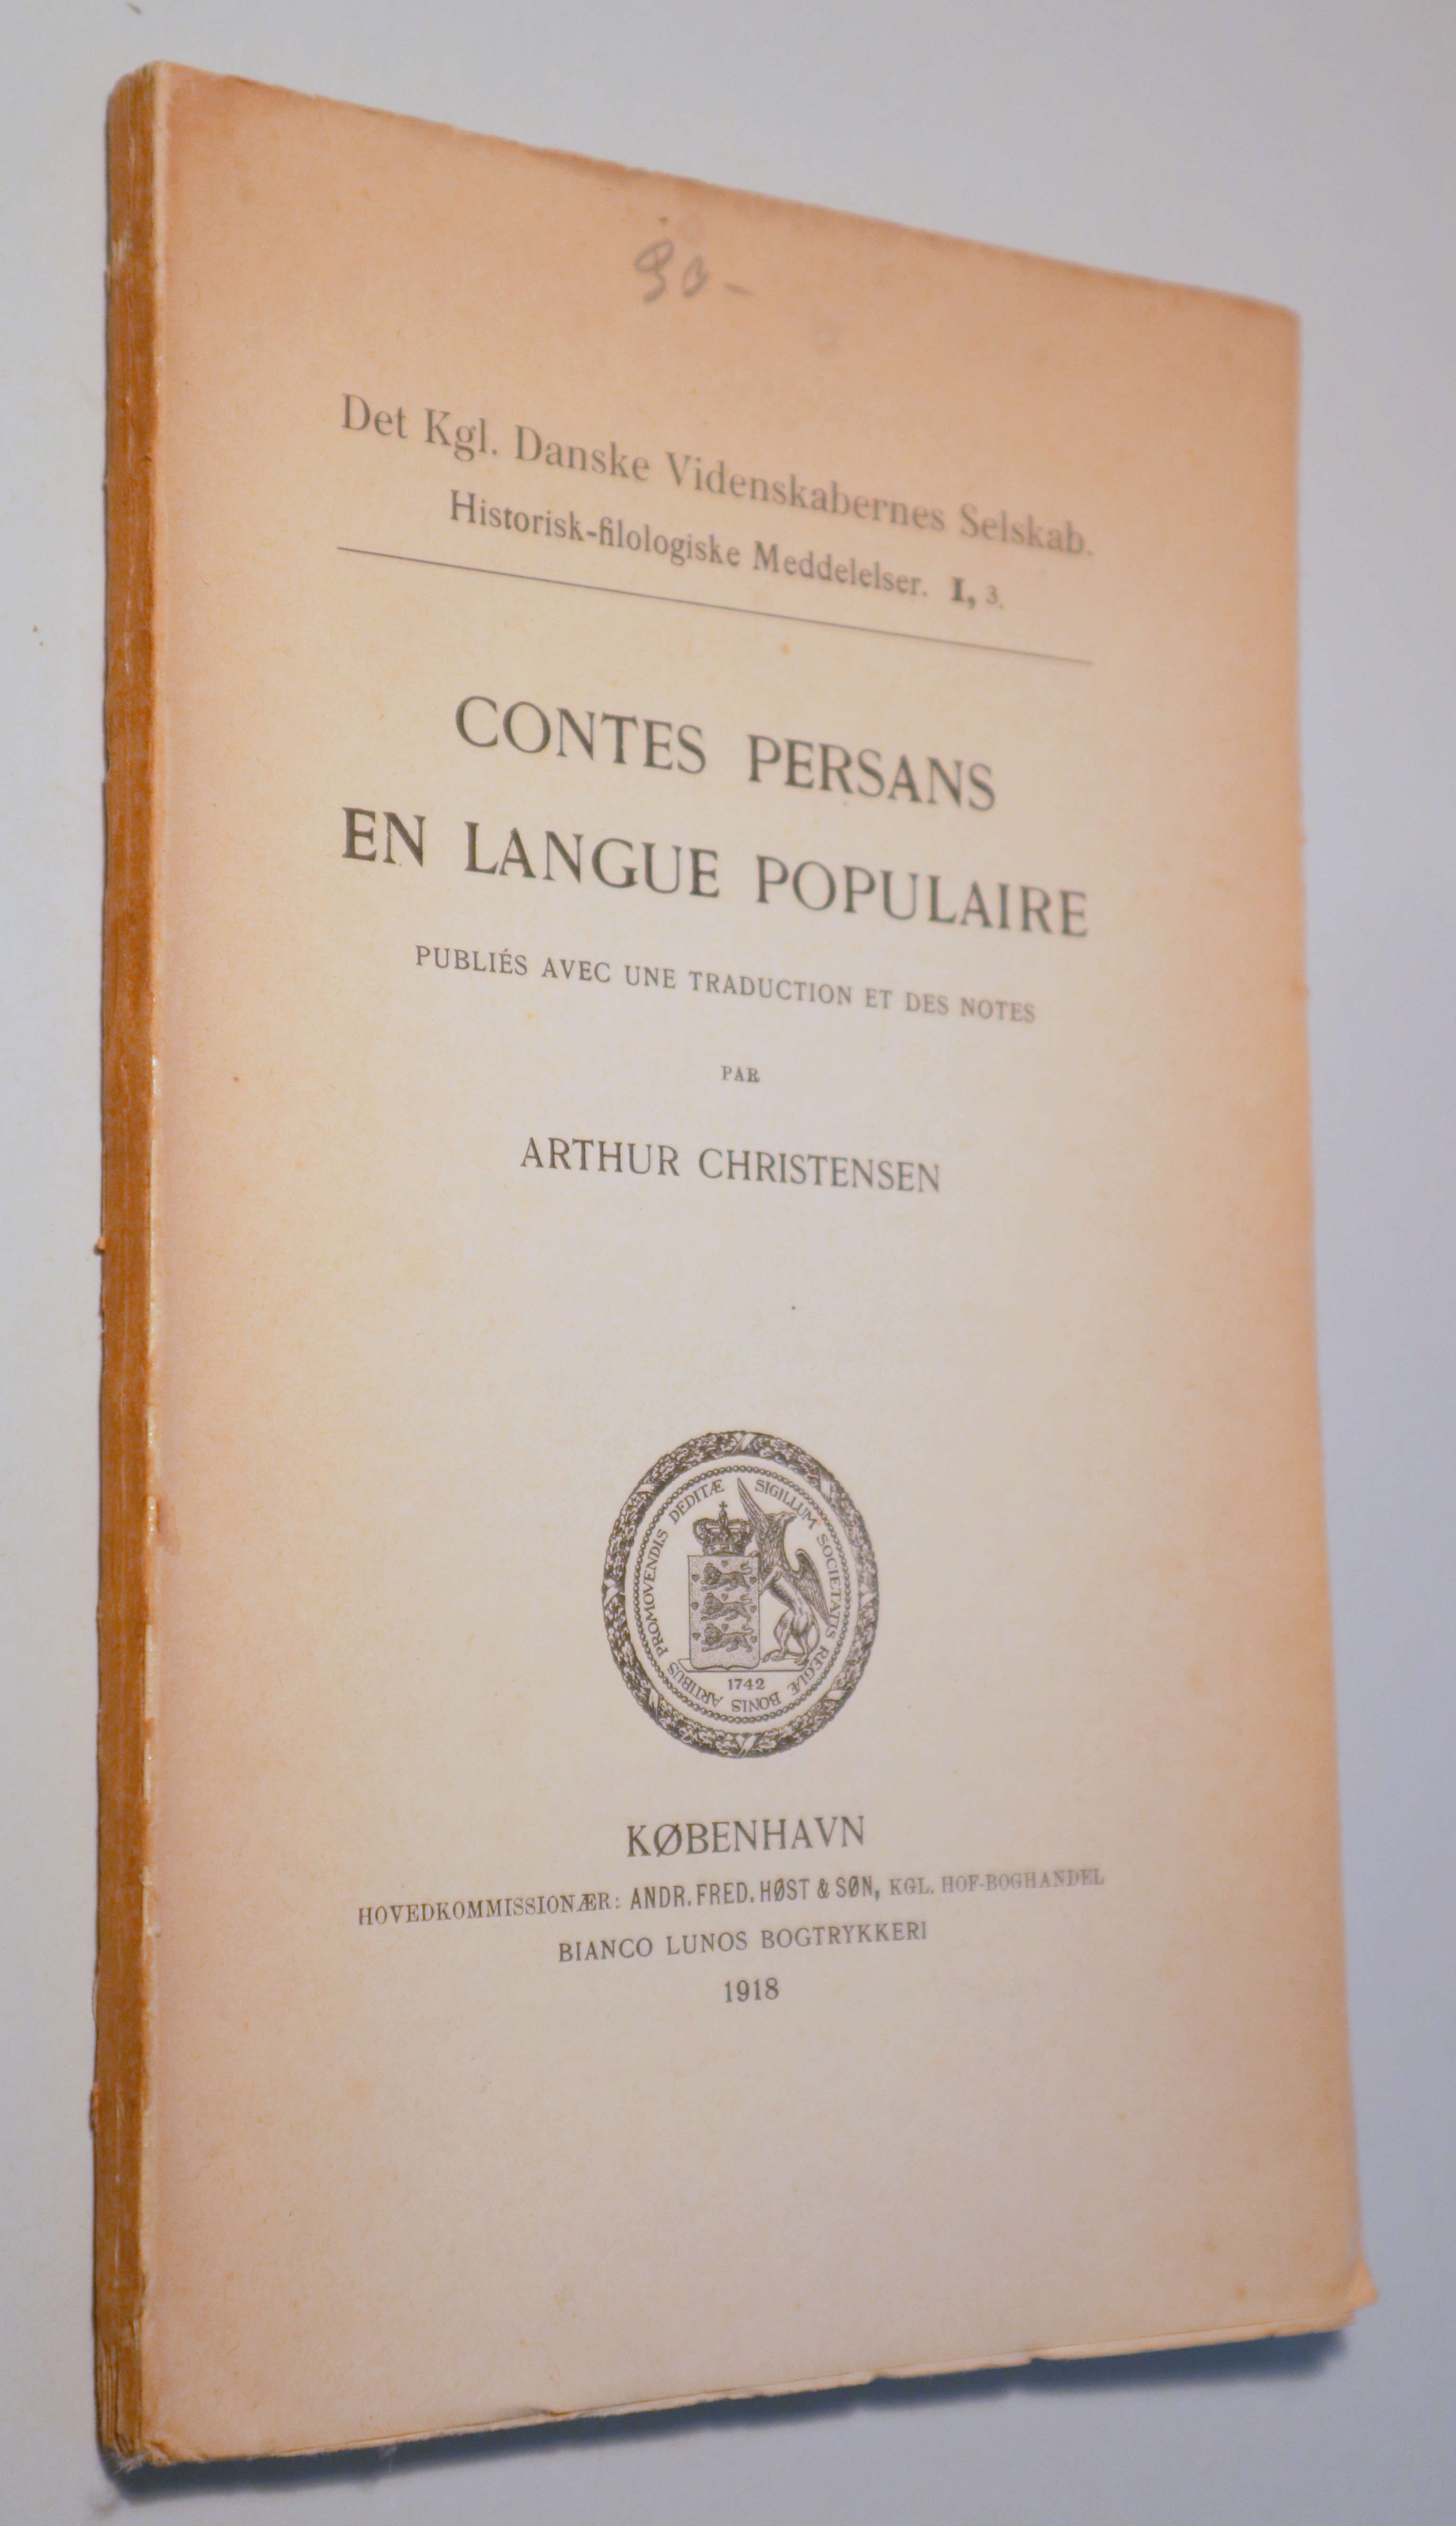 90-
Det Kgl. Danske Videnskabernes Selskab.
Historisk-filologiske Meddelelser. I, 3.
CONTES PERSANS
EN LANGUE POPULAIRE
PUBLIÉS AVEC UNE TRADUCTION ET DES NOTES
PAR
ARTHUR CHRISTENSEN
SIGILLUM SOCIETATIS REGIÆ BONIS ARTIBUS PROMOVENDIS DEDITÆ
1742
KØBENHAVN
HOVEDKOMMISSIONÆR: ANDR. FRED. HØST & SØN, KGL. HOF-BOGHANDEL
BIANCO LUNOS BOGTRYKKERI
1918